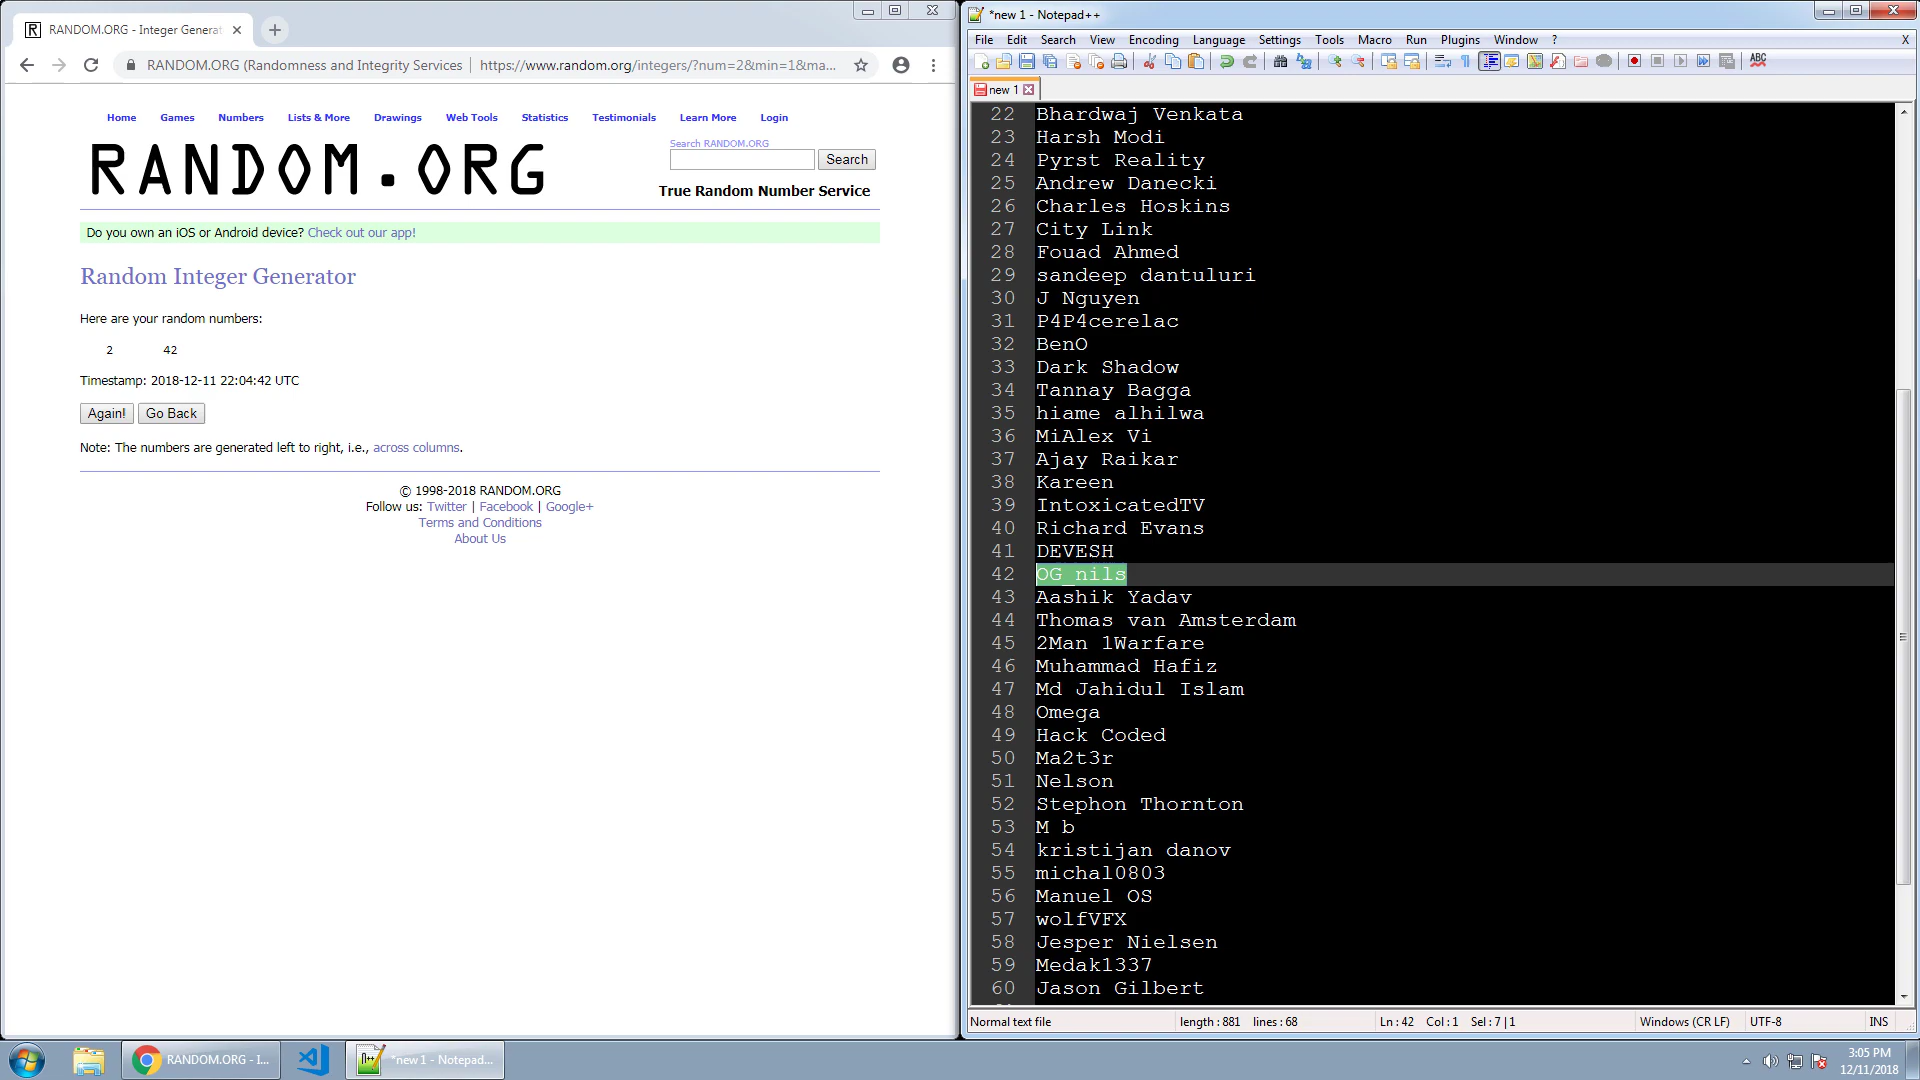 RANDOM.ORG - Integer Generat
RANDOM.ORG (Randomness and Integrity Services | https://www.random.org/integers/?num=2&min=1&ma...
Home Games Numbers Lists & More Drawings Web Tools Statistics Testimonials Learn More Login
RANDOM.ORG
Search RANDOM.ORG
Search
True Random Number Service
Do you own an iOS or Android device? Check out our app!
Random Integer Generator
Here are your random numbers:
2 42
Timestamp: 2018-12-11 22:04:42 UTC
Again! Go Back
Note: The numbers are generated left to right, i.e., across columns.
© 1998-2018 RANDOM.ORG
Follow us: Twitter | Facebook | Google+
Terms and Conditions
About Us
*new 1 - Notepad++
File Edit Search View Encoding Language Settings Tools Macro Run Plugins Window ? X
ABC
new 1
22 Bhardwaj Venkata
23 Harsh Modi
24 Pyrst Reality
25 Andrew Danecki
26 Charles Hoskins
27 City Link
28 Fouad Ahmed
29 sandeep dantuluri
30 J Nguyen
31 P4P4cerelac
32 BenO
33 Dark Shadow
34 Tannay Bagga
35 hiame alhilwa
36 MiAlex Vi
37 Ajay Raikar
38 Kareen
39 IntoxicatedTV
40 Richard Evans
41 DEVESH
42 OG_nils
43 Aashik Yadav
44 Thomas van Amsterdam
45 2Man 1Warfare
46 Muhammad Hafiz
47 Md Jahidul Islam
48 Omega
49 Hack Coded
50 Ma2t3r
51 Nelson
52 Stephon Thornton
53 M b
54 kristijan danov
55 michal0803
56 Manuel OS
57 wolfVFX
58 Jesper Nielsen
59 Medak1337
60 Jason Gilbert
Normal text file length : 881 lines : 68 Ln : 42 Col : 1 Sel : 7 | 1 Windows (CR LF) UTF-8 INS
RANDOM.ORG - I... *new 1 - Notepad... 3:05 PM
12/11/2018